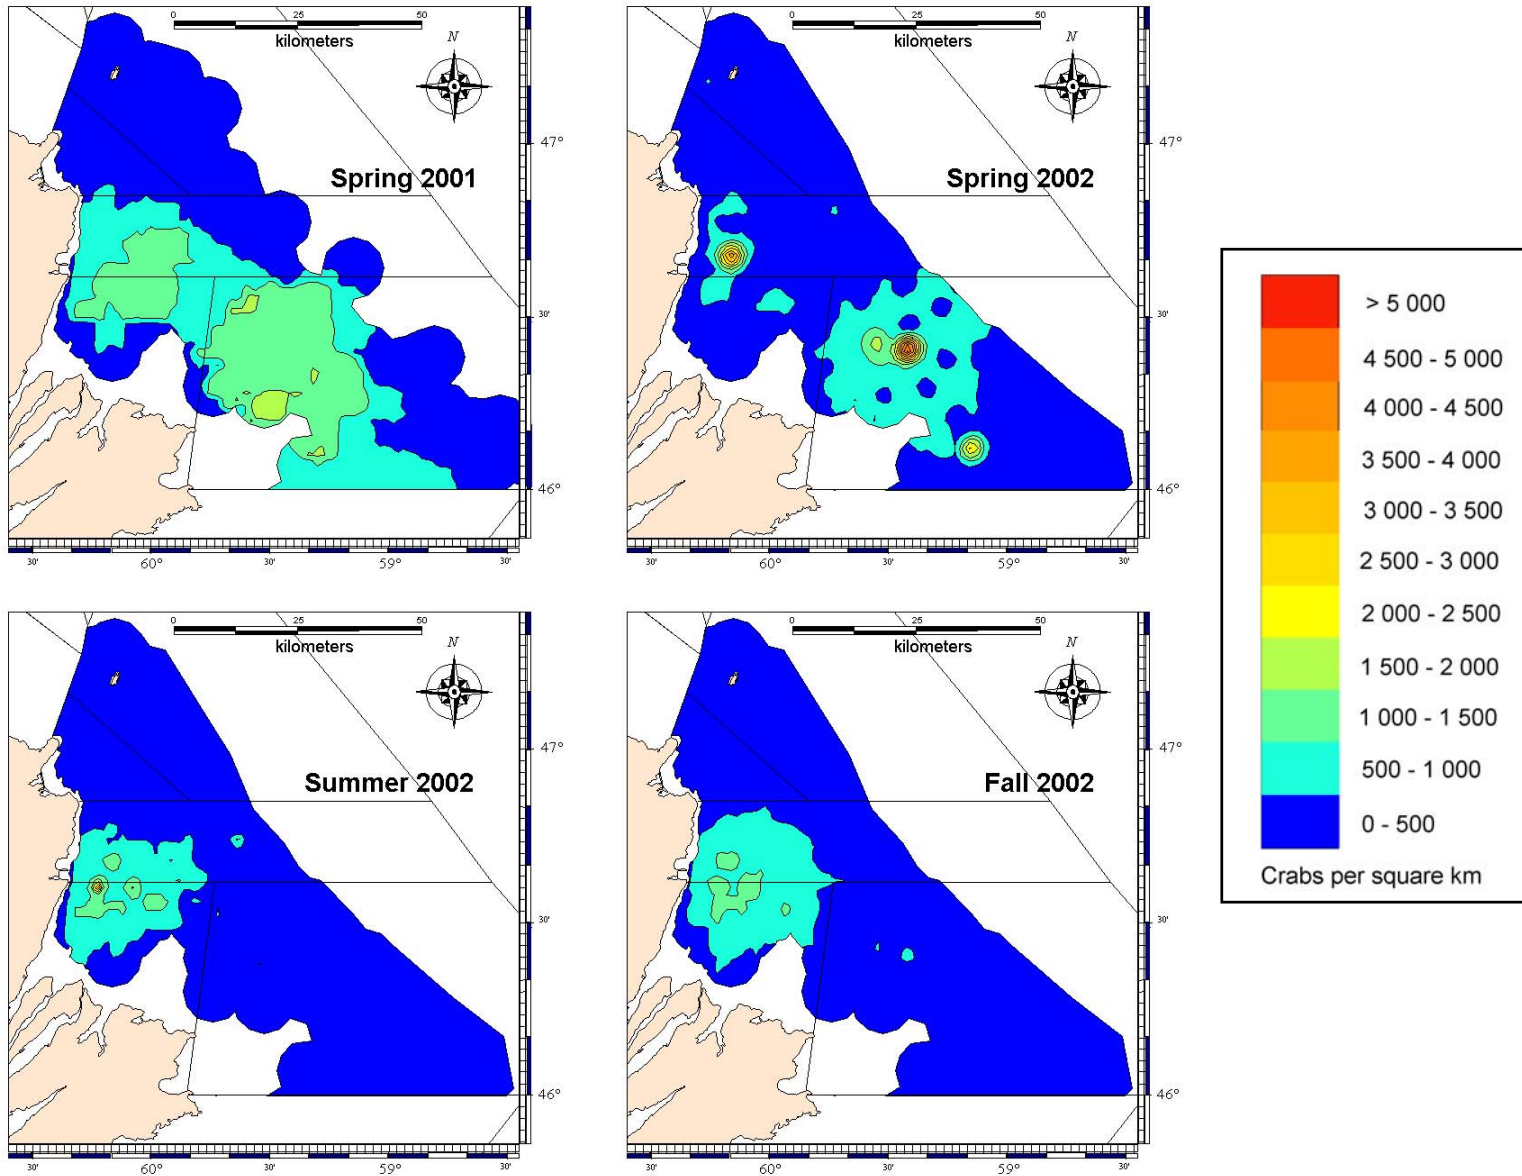 0 25 50
kilometers
N
47°
Spring 2001
30'
46°
30' 60° 30' 59° 30'
0 25 50
kilometers
N
47°
Spring 2002
30'
46°
30' 60° 30' 59° 30'
0 25 50
kilometers
N
47°
Summer 2002
30'
46°
30' 60° 30' 59° 30'
0 25 50
kilometers
N
47°
Fall 2002
30'
46°
30' 60° 30' 59° 30'
> 5 000
4 500 - 5 000
4 000 - 4 500
3 500 - 4 000
3 000 - 3 500
2 500 - 3 000
2 000 - 2 500
1 500 - 2 000
1 000 - 1 500
500 - 1 000
0 - 500
Crabs per square km